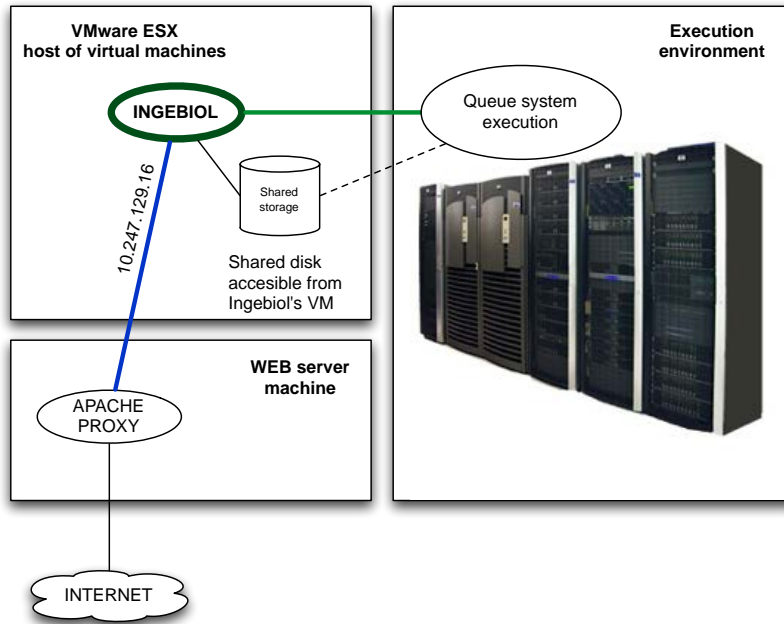 VMware ESX
host of virtual machines
INGEBIOL
10.247.129.16
Shared
storage
Shared disk
accesible from
Ingebiol's VM
Execution
environment
Queue system
execution
WEB server
machine
APACHE
PROXY
INTERNET